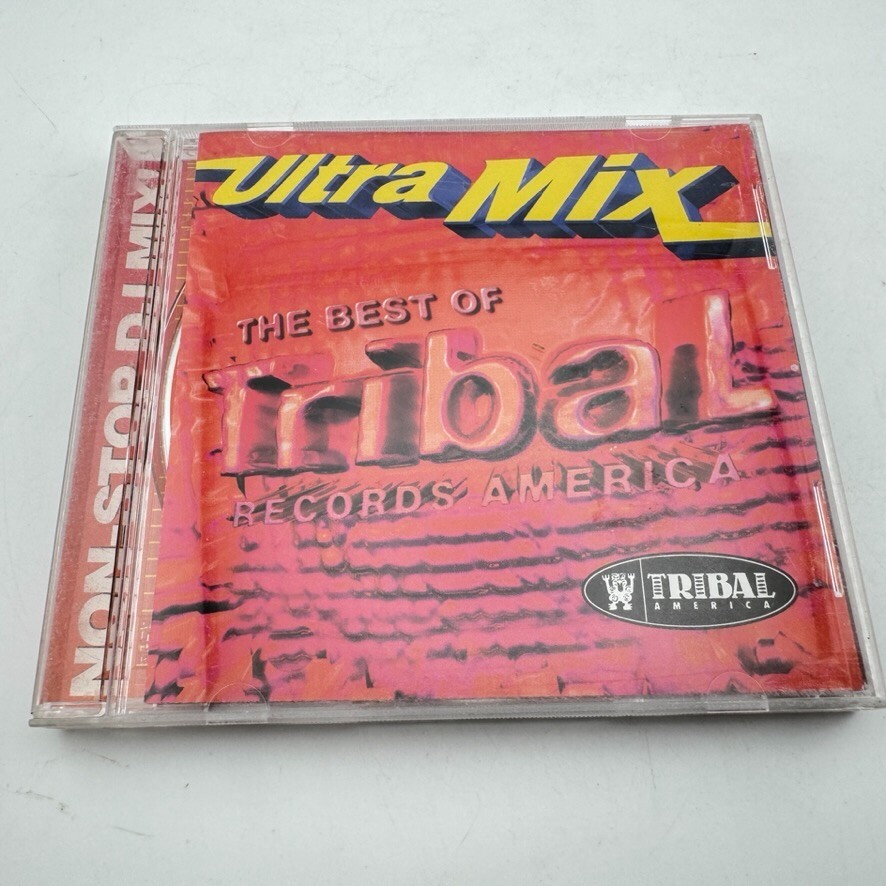 Ultra Mix
THE BEST OF
Tribal
RECORDS AMERICA
TRIBAL
AMERICA
NON-STOP DJ MIX!